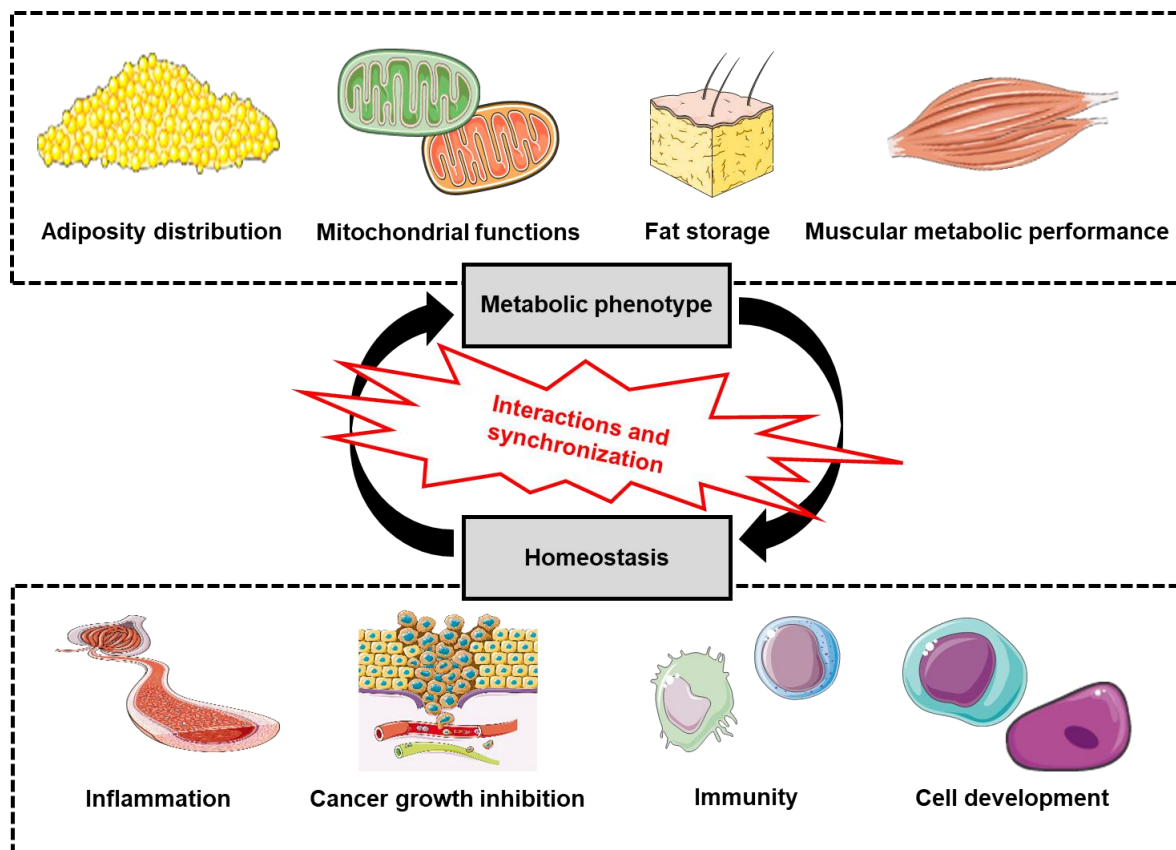 Adiposity distribution
Mitochondrial functions
Fat storage
Muscular metabolic performance
Metabolic phenotype
Interactions and
synchronization
Homeostasis
Inflammation
Cancer growth inhibition
Immunity
Cell development